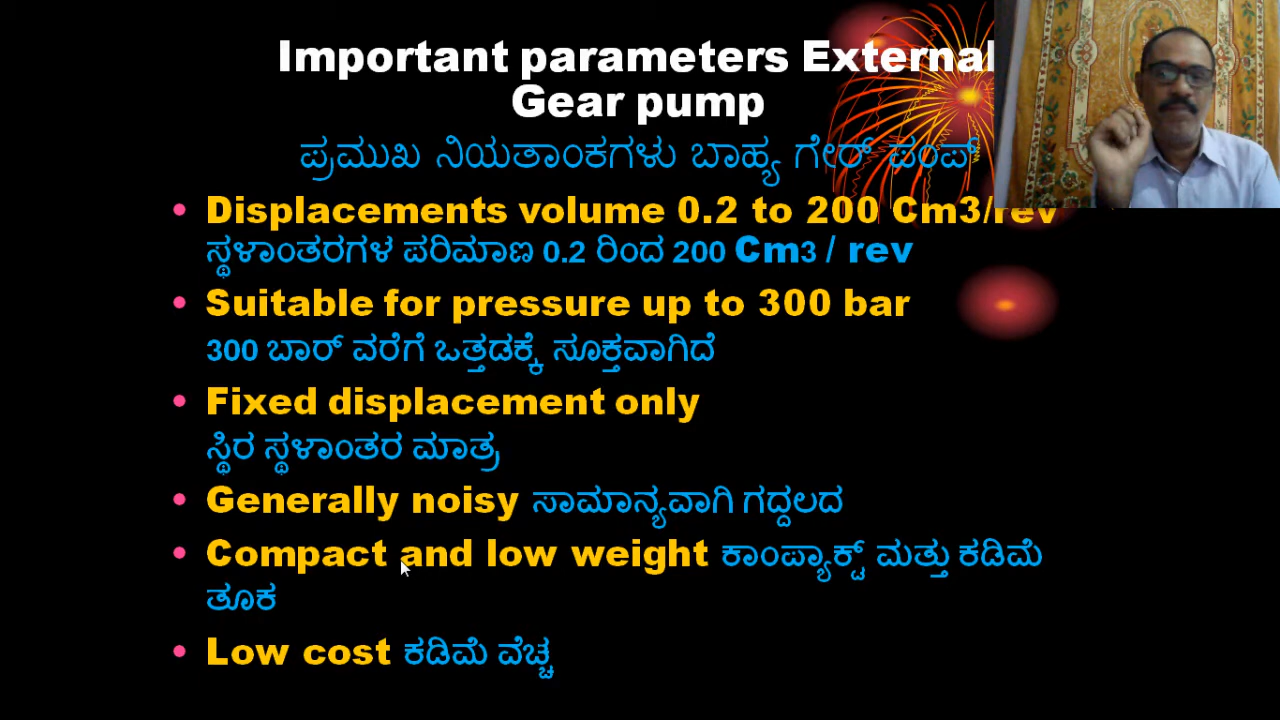 Important parameters External
Gear pump
ಪ್ರಮುಖ ನಿಯತಾಂಕಗಳು ಬಾಹ್ಯ ಗೇರ್ ಪಂಪ್
• Displacements volume 0.2 to 200 Cm3/rev
ಸ್ಥಳಾಂತರಗಳ ಪರಿಮಾಣ 0.2 ರಿಂದ 200 Cm3 / rev
• Suitable for pressure up to 300 bar
300 ಬಾರ್ ವರೆಗೆ ಒತ್ತಡಕ್ಕೆ ಸೂಕ್ತವಾಗಿದೆ
• Fixed displacement only
ಸ್ಥಿರ ಸ್ಥಳಾಂತರ ಮಾತ್ರ
• Generally noisy ಸಾಮಾನ್ಯವಾಗಿ ಗದ್ದಲದ
• Compact and low weight ಕಾಂಪ್ಯಾಕ್ಟ್ ಮತ್ತು ಕಡಿಮೆ
ತೂಕ
• Low cost ಕಡಿಮೆ ವೆಚ್ಚ